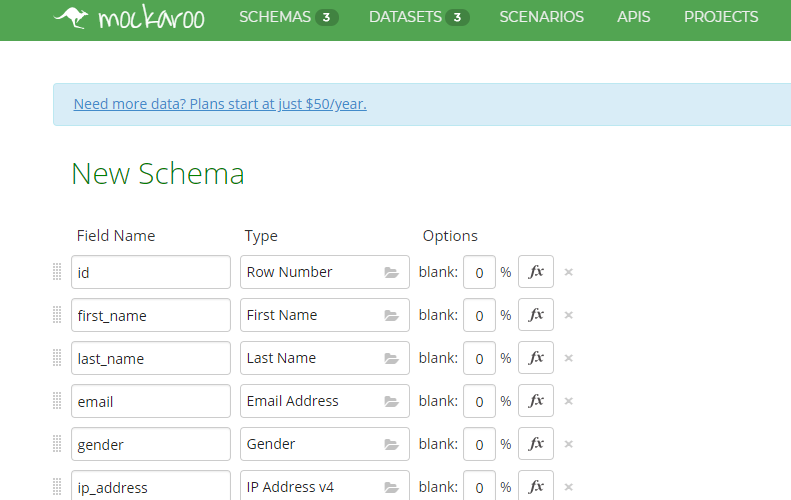 mockaroo SCHEMAS 3 DATASETS 3 SCENARIOS APIS PROJECTS
Need more data? Plans start at just $50/year.
New Schema
Field Name Type Options
id Row Number blank: 0 % fx ×
first_name First Name blank: 0 % fx ×
last_name Last Name blank: 0 % fx ×
email Email Address blank: 0 % fx ×
gender Gender blank: 0 % fx ×
ip_address IP Address v4 blank: 0 % fx ×